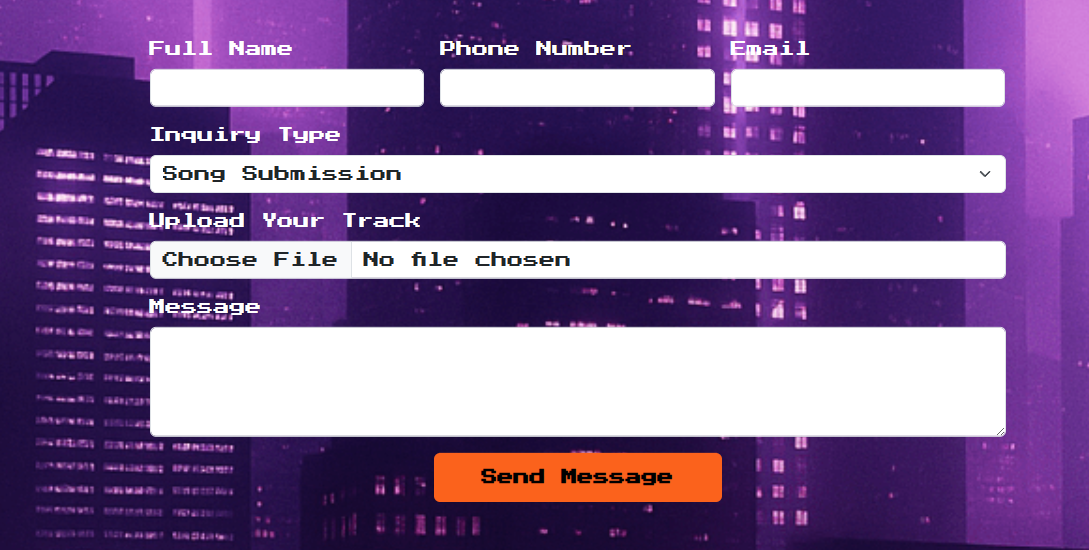 Full Name Phone Number Email
Inquiry Type
Song Submission
Upload Your Track
Choose File No file chosen
Message
Send Message